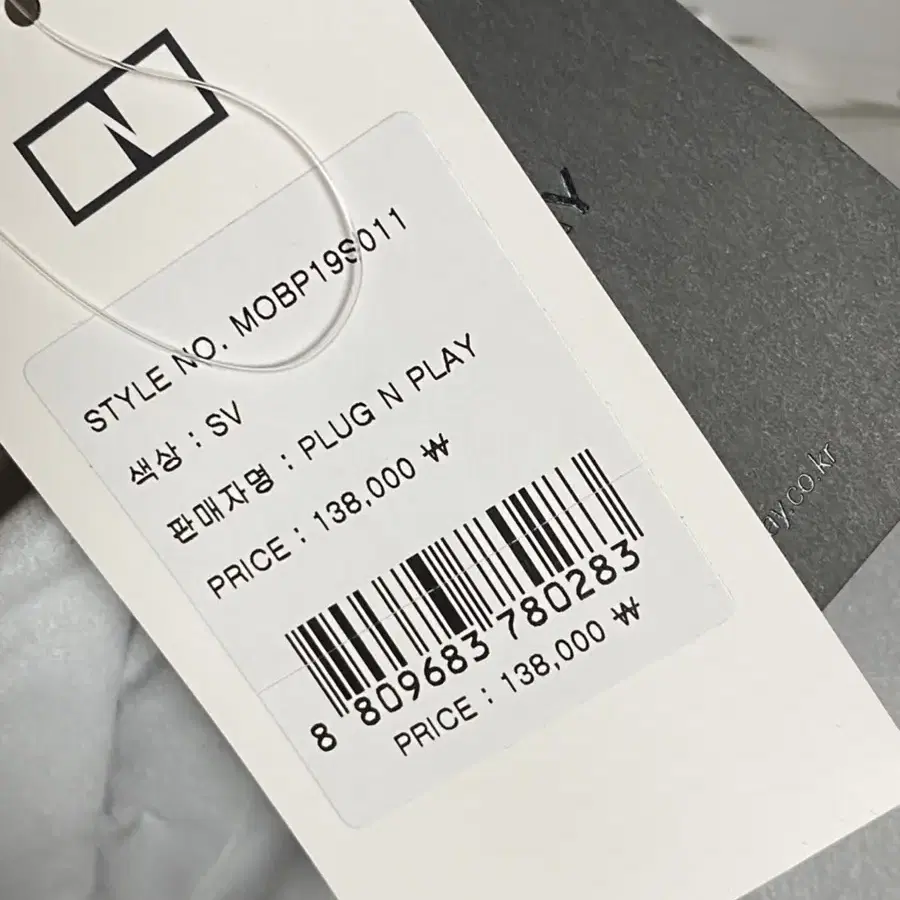 N
STYLE NO. MOBP19S011
색상 : SV
판매자명 : PLUG N PLAY
PRICE : 138,000 ₩
8 809683 780283
PRICE : 138,000 ₩
Y
ay.co.kr